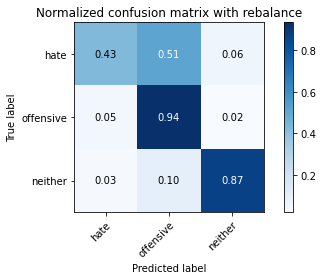 Normalized confusion matrix with rebalance
True label
hate 0.43 0.51 0.06
offensive 0.05 0.94 0.02
neither 0.03 0.10 0.87
hate offensive neither
Predicted label
0.8
0.6
0.4
0.2